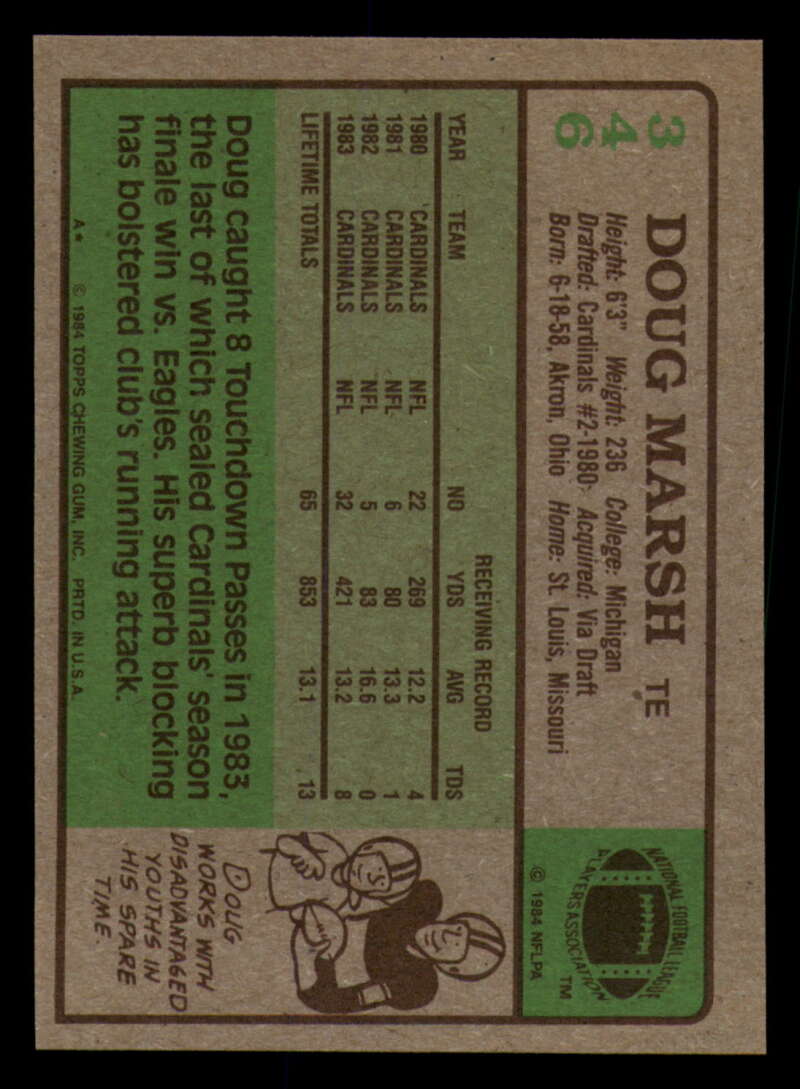 346
DOUG MARSH TE
Height: 6'3" Weight: 236 College: Michigan
Drafted: Cardinals #2-1980 Acquired: Via Draft
Born: 6-18-58, Akron, Ohio Home: St. Louis, Missouri
NATIONAL FOOTBALL LEAGUE
PLAYERS ASSOCIATION
TM
© 1984 NFLPA
RECEIVING RECORD
YEAR TEAM NO YDS AVG TDS
1980 CARDINALS NFL 22 269 12.2 4
1981 CARDINALS NFL 6 80 13.3 1
1982 CARDINALS NFL 5 83 16.6 0
1983 CARDINALS NFL 32 421 13.2 8
LIFETIME TOTALS 65 853 13.1 13
Doug caught 8 Touchdown Passes in 1983,
the last of which sealed Cardinals' season
finale win vs. Eagles. His superb blocking
has bolstered club's running attack.
A* © 1984 TOPPS CHEWING GUM, INC. PRTD. IN U.S.A.
DOUG
WORKS WITH
DISADVANTAGED
YOUTHS IN
HIS SPARE
TIME.